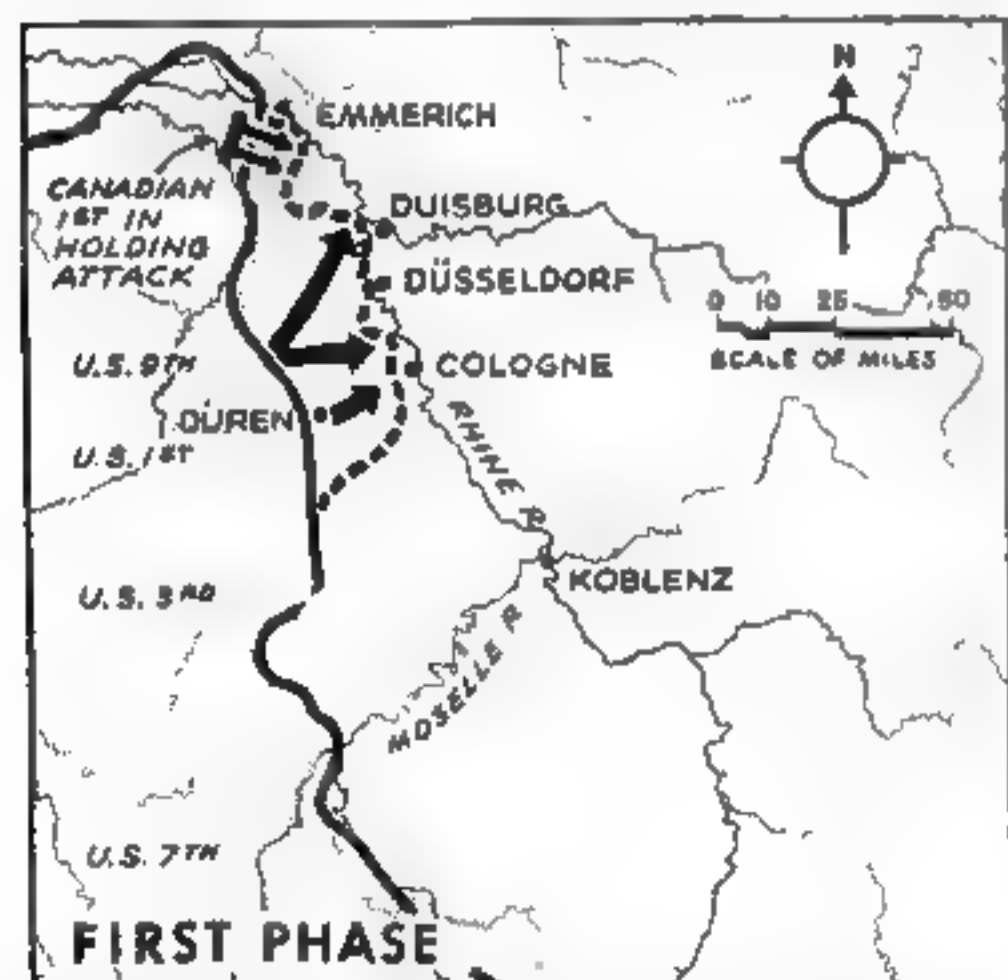 N
EMMERICH
CANADIAN
1ST IN
HOLDING
ATTACK
DUISBURG
DÜSSELDORF
0 10 25 50
SCALE OF MILES
U.S. 9TH
COLOGNE
DÜREN
U.S. 1ST
RHINE R
KOBLENZ
U.S. 3RD
MOSELLE R
U.S. 7TH
FIRST PHASE